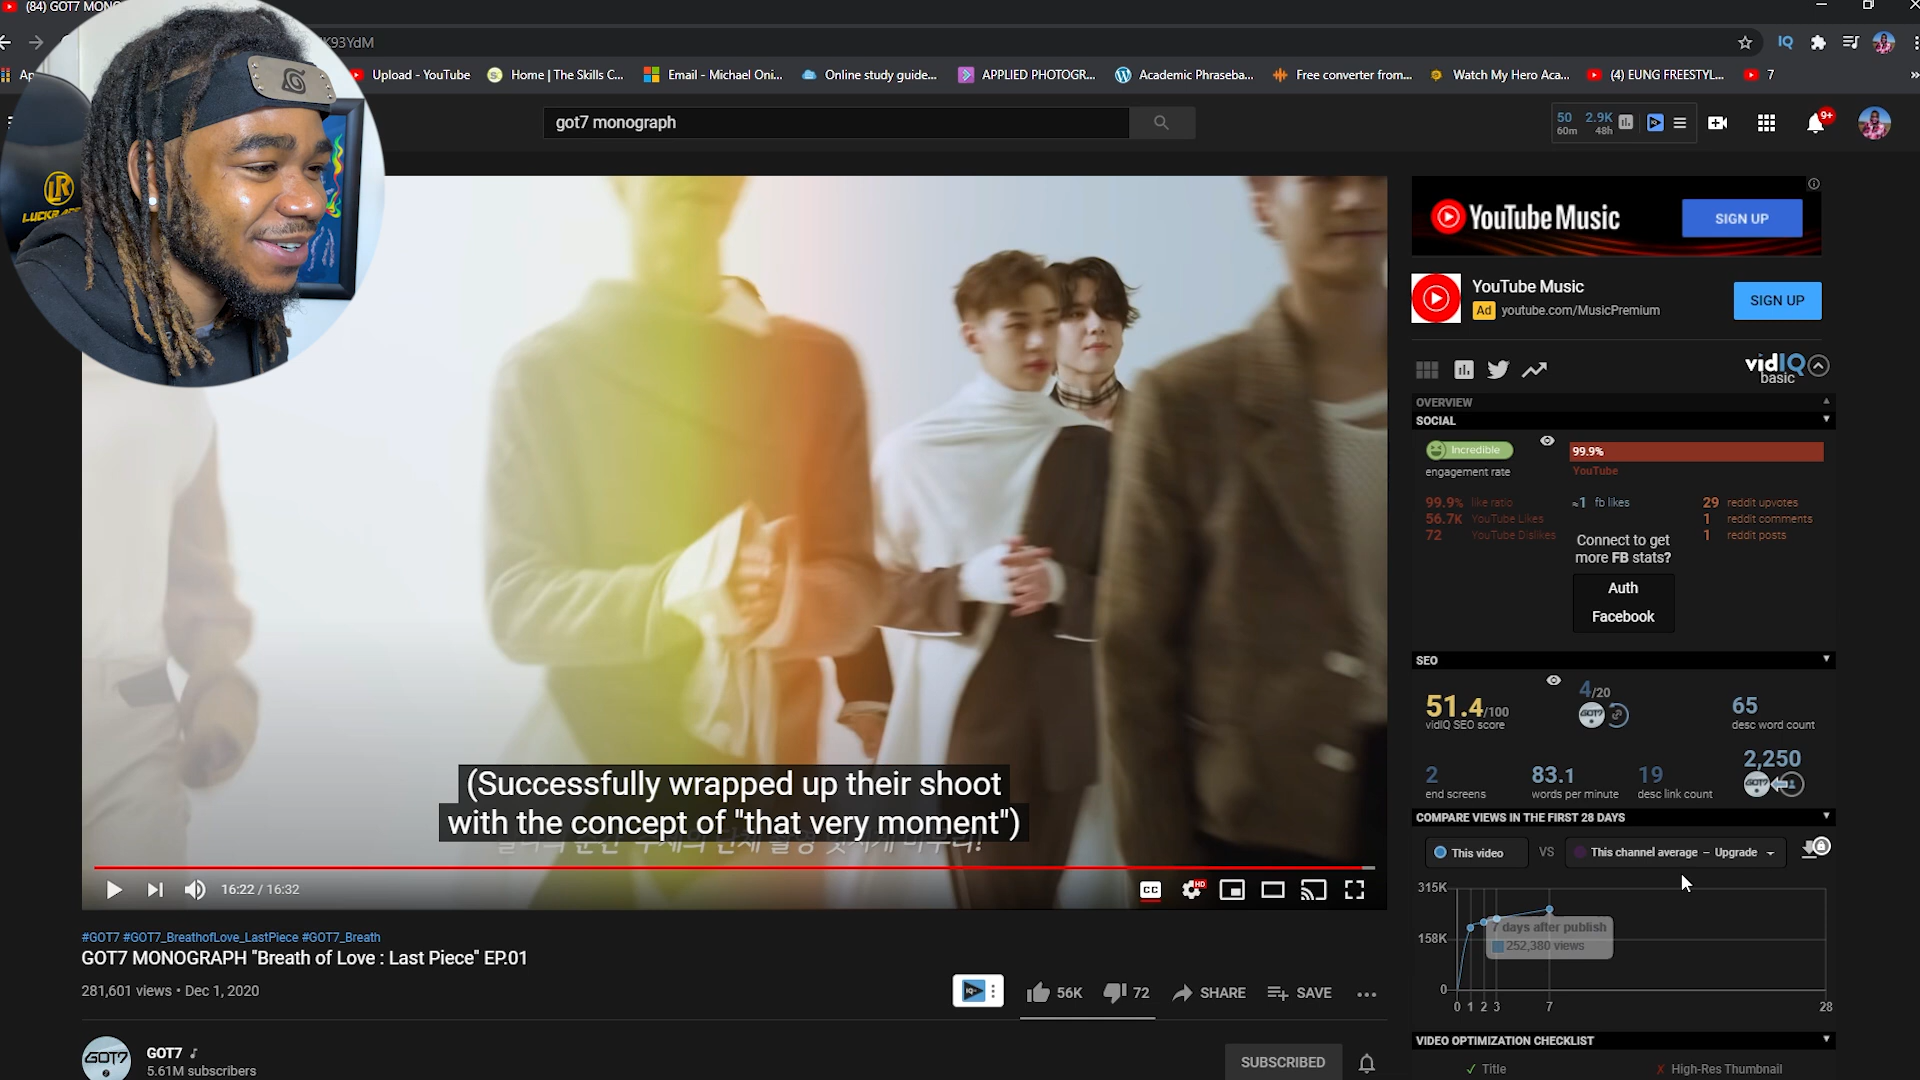 (84) GOT7 MONO
K93YdM
Ap
Upload - YouTube
Home | The Skills C...
Email - Michael Oni...
Online study guide...
APPLIED PHOTOGR...
Academic Phraseba...
Free converter from...
Watch My Hero Aca...
(4) EUNG FREESTYL...
7
got7 monograph
50
60m
2.9K
48h
9+
YouTube Music
SIGN UP
YouTube Music
Ad youtube.com/MusicPremium
SIGN UP
vidIQ
basic
OVERVIEW
SOCIAL
Incredible
engagement rate
99.9%
YouTube
99.9% like ratio
56.7K YouTube Likes
72 YouTube Dislikes
≈1 fb likes
29 reddit upvotes
1 reddit comments
1 reddit posts
Connect to get
more FB stats?
Auth
Facebook
SEO
51.4/100
vidIQ SEO score
4/20
GOT7
65
desc word count
2
end screens
83.1
words per minute
19
desc link count
2,250
GOT7
COMPARE VIEWS IN THE FIRST 28 DAYS
This video
VS
This channel average – Upgrade
315K
158K
0
7 days after publish
252,380 views
0 1 2 3 7 28
VIDEO OPTIMIZATION CHECKLIST
✓ Title
✗ High-Res Thumbnail
(Successfully wrapped up their shoot
with the concept of "that very moment")
16:22 / 16:32
CC
HD
#GOT7 #GOT7_BreathofLove_LastPiece #GOT7_Breath
GOT7 MONOGRAPH "Breath of Love : Last Piece" EP.01
281,601 views • Dec 1, 2020
IQ
56K
72
SHARE
SAVE
GOT7
GOT7 ♪
5.61M subscribers
SUBSCRIBED